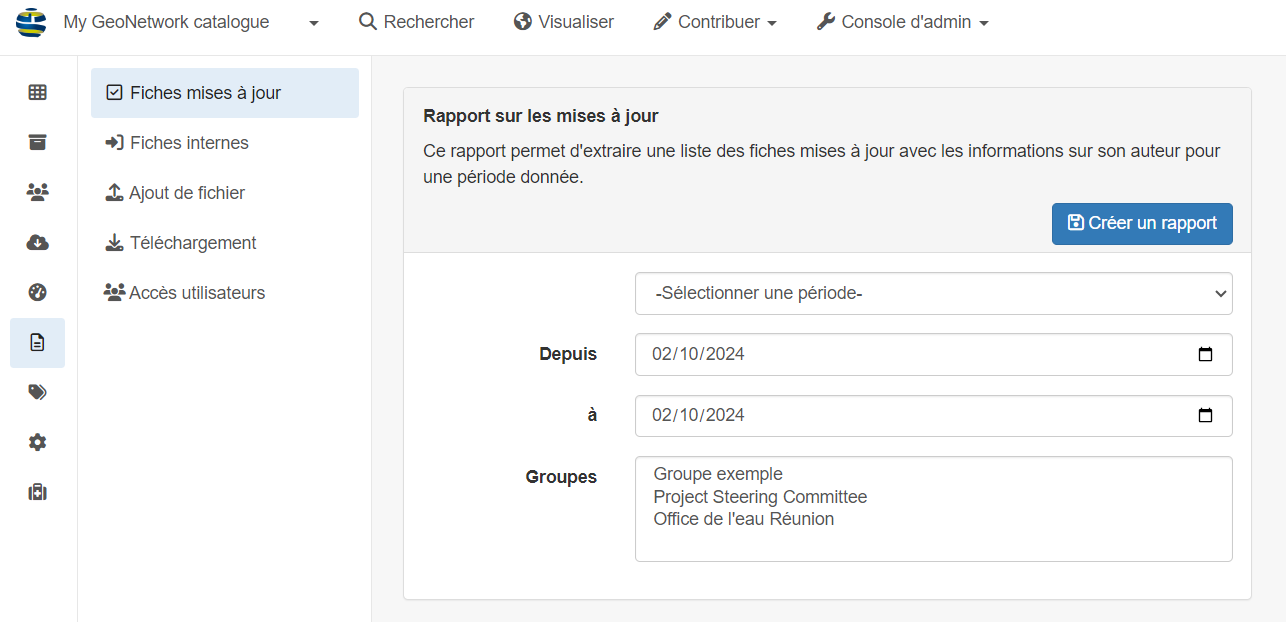 My GeoNetwork catalogue
Rechercher
Visualiser
Contribuer
Console d'admin
Fiches mises à jour
Fiches internes
Ajout de fichier
Téléchargement
Accès utilisateurs
Rapport sur les mises à jour
Ce rapport permet d'extraire une liste des fiches mises à jour avec les informations sur son auteur pour
une période donnée.
Créer un rapport
-Sélectionner une période-
Depuis
02/10/2024
à
02/10/2024
Groupes
Groupe exemple
Project Steering Committee
Office de l'eau Réunion